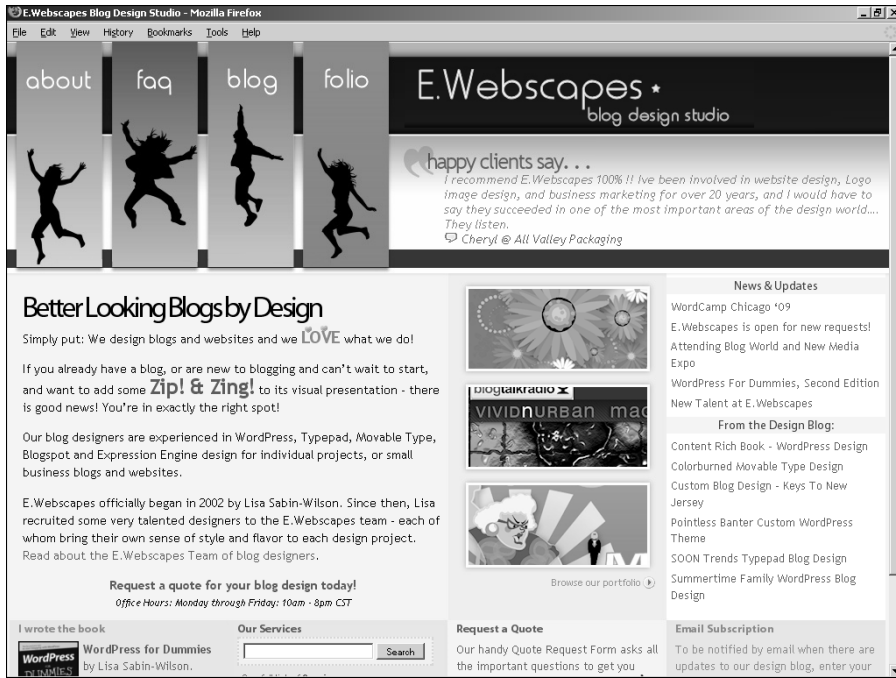 E.Webscapes Blog Design Studio - Mozilla Firefox
File Edit View History Bookmarks Tools Help
about faq blog folio
E.Webscapes
blog design studio
happy clients say. . .
I recommend E.Webscapes 100% !! Ive been involved in website design, Logo
image design, and business marketing for over 20 years, and I would have to
say they succeeded in one of the most important areas of the design world....
They listen.
Cheryl @ All Valley Packaging
Better Looking Blogs by Design
Simply put: We design blogs and websites and we LOVE what we do!
If you already have a blog, or are new to blogging and can't wait to start,
and want to add some Zip! & Zing! to its visual presentation - there
is good news! You're in exactly the right spot!
Our blog designers are experienced in WordPress, Typepad, Movable Type,
Blogspot and Expression Engine design for individual projects, or small
business blogs and websites.
E.Webscapes officially began in 2002 by Lisa Sabin-Wilson. Since then, Lisa
recruited some very talented designers to the E.Webscapes team - each of
whom bring their own sense of style and flavor to each design project.
Read about the E.Webscapes Team of blog designers.
Request a quote for your blog design today!
Office Hours: Monday through Friday: 10am - 8pm CST
blogtalkradio
VIVIDNURBAN mac
Browse our portfolio
News & Updates
WordCamp Chicago '09
E.Webscapes is open for new requests!
Attending Blog World and New Media
Expo
WordPress For Dummies, Second Edition
New Talent at E.Webscapes
From the Design Blog:
Content Rich Book - WordPress Design
Colorburned Movable Type Design
Custom Blog Design - Keys To New
Jersey
Pointless Banter Custom WordPress
Theme
SOON Trends Typepad Blog Design
Summertime Family WordPress Blog
Design
I wrote the book
WordPress
DUMMIES
WordPress for Dummies
by Lisa Sabin-Wilson.
Our Services
Search
Request a Quote
Our handy Quote Request Form asks all
the important questions to get you
Email Subscription
To be notified by email when there are
updates to our design blog, enter your